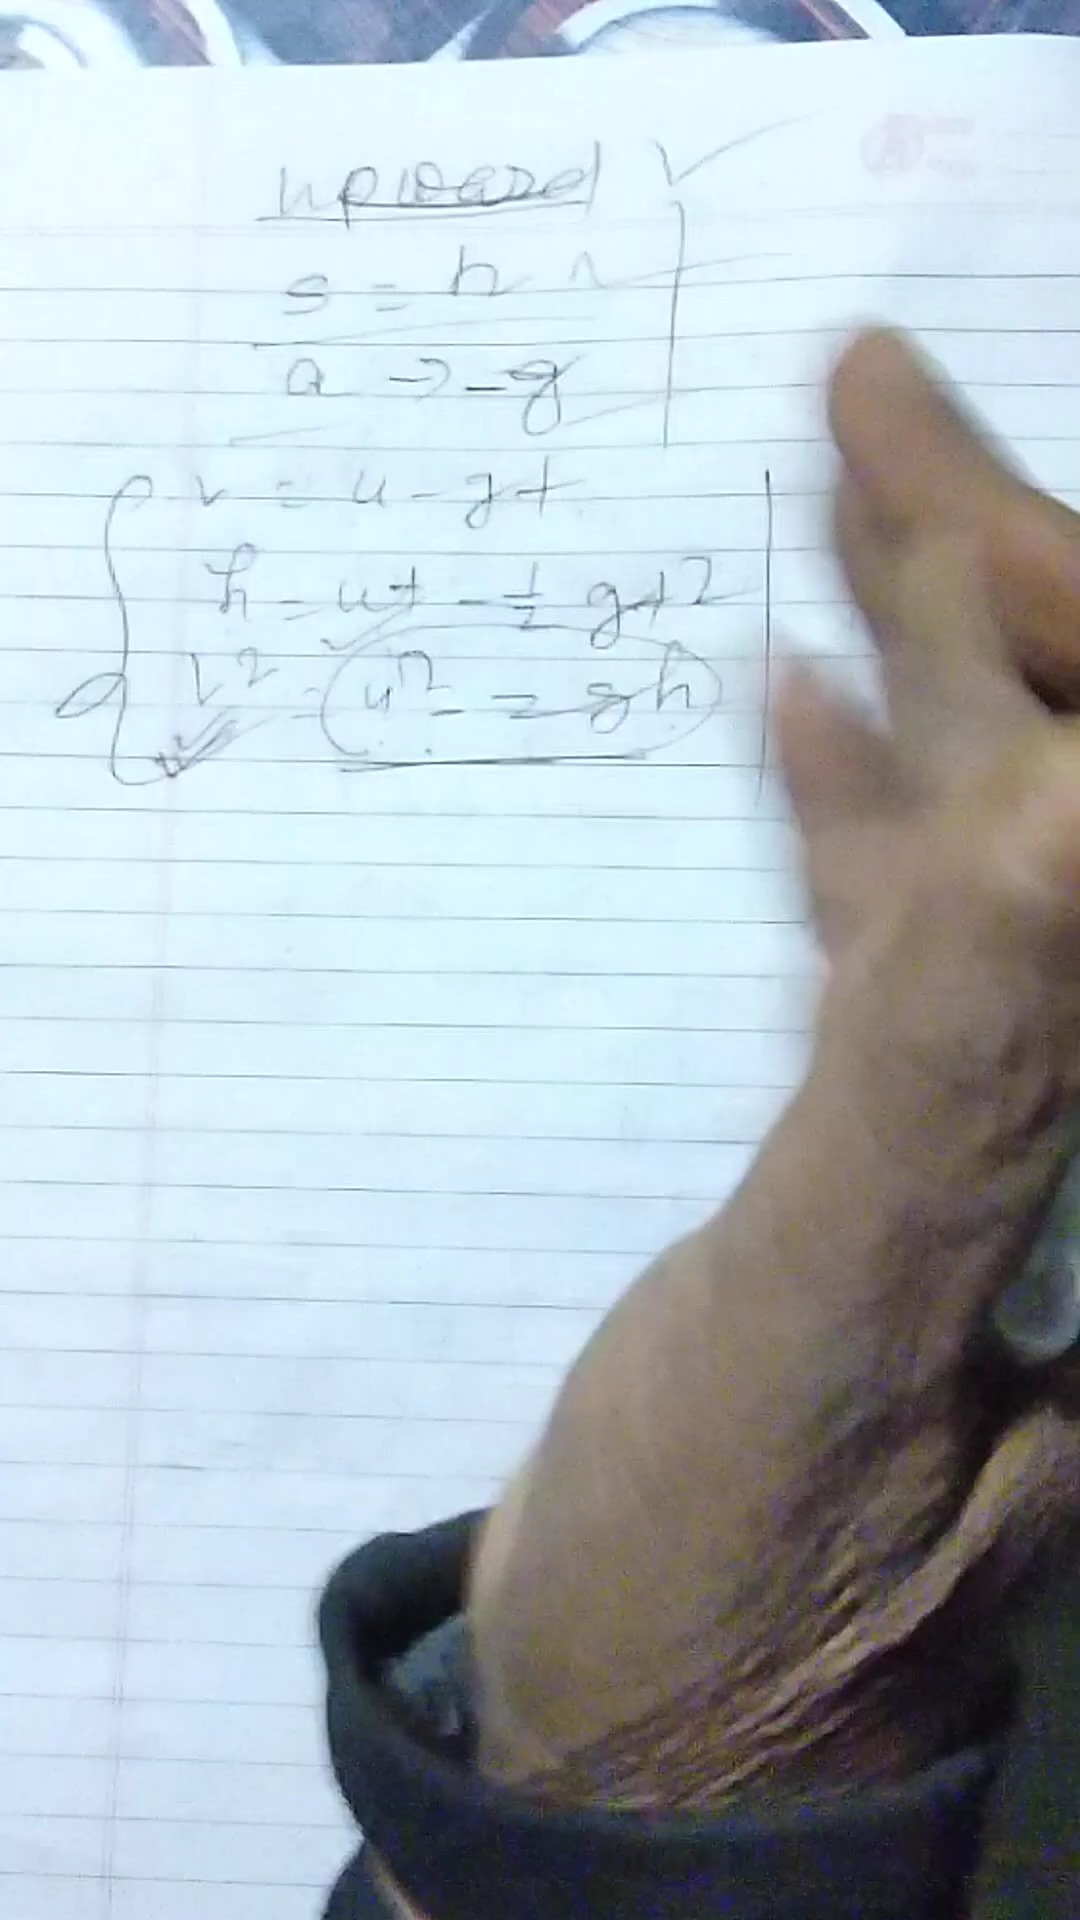 upward
s = h
a → -g
v = u - gt
h = ut - 1/2 gt2
v2 = u2 - 2gh